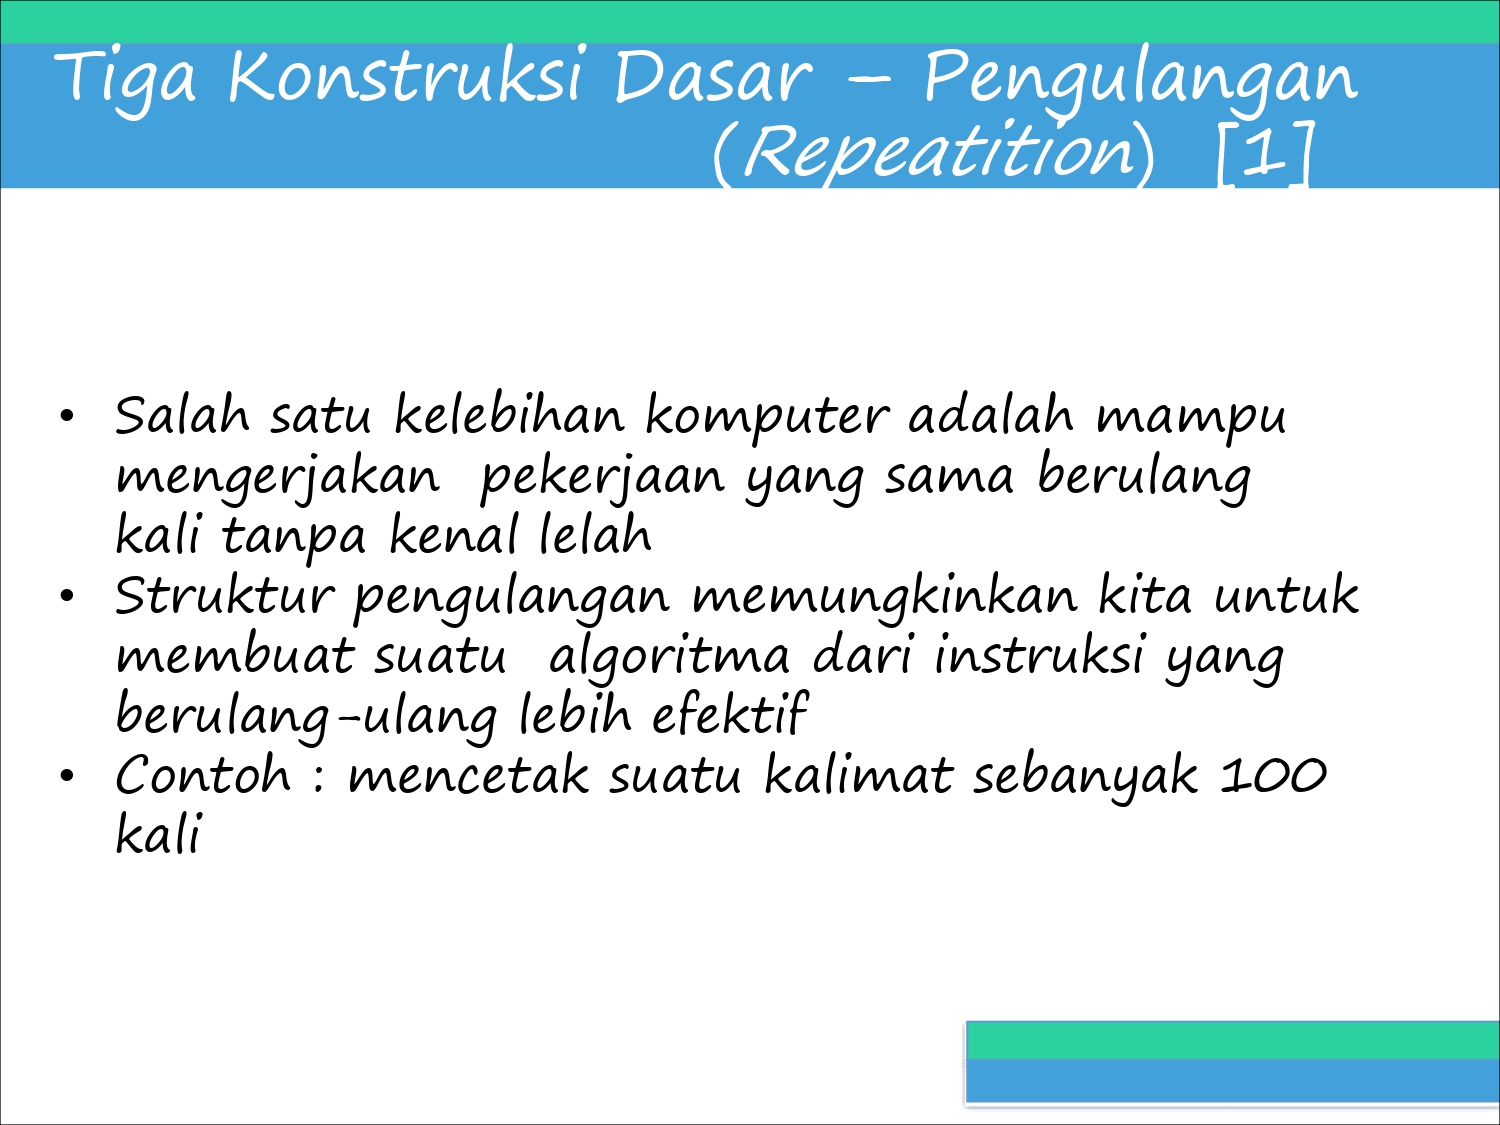 Tiga Konstruksi Dasar – Pengulangan
(Repeatition) [1]
• Salah satu kelebihan komputer adalah mampu
mengerjakan pekerjaan yang sama berulang
kali tanpa kenal lelah
• Struktur pengulangan memungkinkan kita untuk
membuat suatu algoritma dari instruksi yang
berulang-ulang lebih efektif
• Contoh : mencetak suatu kalimat sebanyak 100
kali